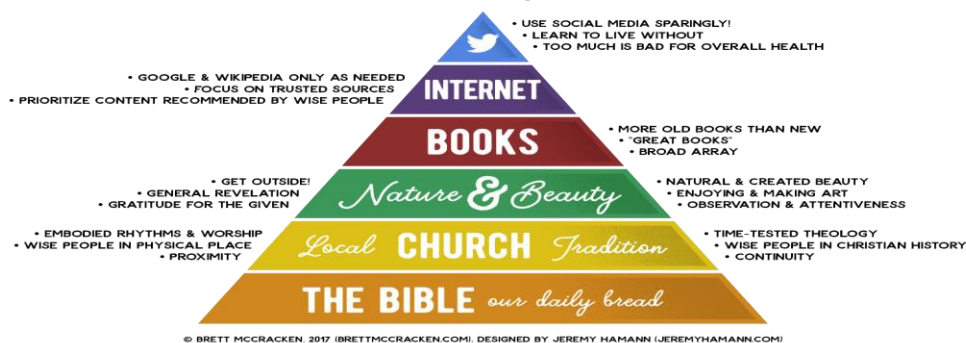 • USE SOCIAL MEDIA SPARINGLY!
• LEARN TO LIVE WITHOUT
• TOO MUCH IS BAD FOR OVERALL HEALTH
• GOOGLE & WIKIPEDIA ONLY AS NEEDED
• FOCUS ON TRUSTED SOURCES
• PRIORITIZE CONTENT RECOMMENDED BY WISE PEOPLE
INTERNET
BOOKS
• MORE OLD BOOKS THAN NEW
• "GREAT BOOKS"
• BROAD ARRAY
• GET OUTSIDE!
• GENERAL REVELATION
• GRATITUDE FOR THE GIVEN
Nature & Beauty
• NATURAL & CREATED BEAUTY
• ENJOYING & MAKING ART
• OBSERVATION & ATTENTIVENESS
• EMBODIED RHYTHMS & WORSHIP
• WISE PEOPLE IN PHYSICAL PLACE
• PROXIMITY
Local CHURCH Tradition
• TIME-TESTED THEOLOGY
• WISE PEOPLE IN CHRISTIAN HISTORY
• CONTINUITY
THE BIBLE our daily bread
© BRETT MCCRACKEN, 2017 (BRETTMCCRACKEN.COM), DESIGNED BY JEREMY HAMANN (JEREMYHAMANN.COM)